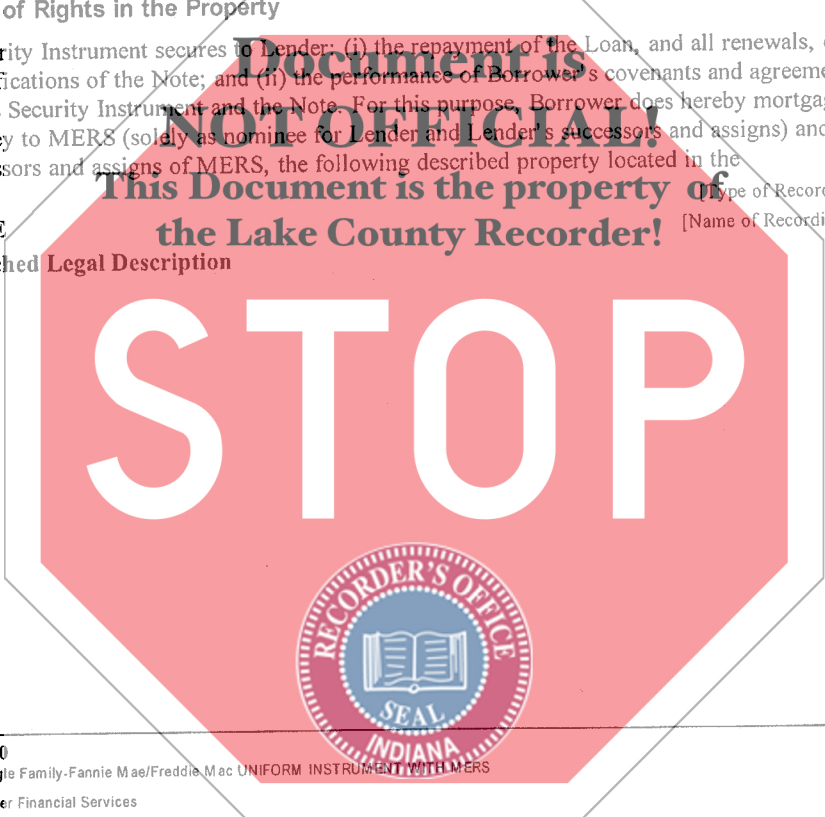 of Rights in the Property
rity Instrument secures to Lender: (i) the repayment of the Loan, and all renewals,
fications of the Note; and (ii) the performance of Borrower's covenants and agreeme
Security Instrument and the Note. For this purpose, Borrower does hereby mortga
y to MERS (solely as nominee for Lender and Lender's successors and assigns) and
sors and assigns of MERS, the following described property located in the
[Type of Record
[Name of Recordi
ched Legal Description
Document is
NOT OFFICIAL!
This Document is the property of
the Lake County Recorder!
STOP
RECORDER'S OFFICE
SEAL
INDIANA
le Family-Fannie Mae/Freddie Mac UNIFORM INSTRUMENT WITH MERS
er Financial Services